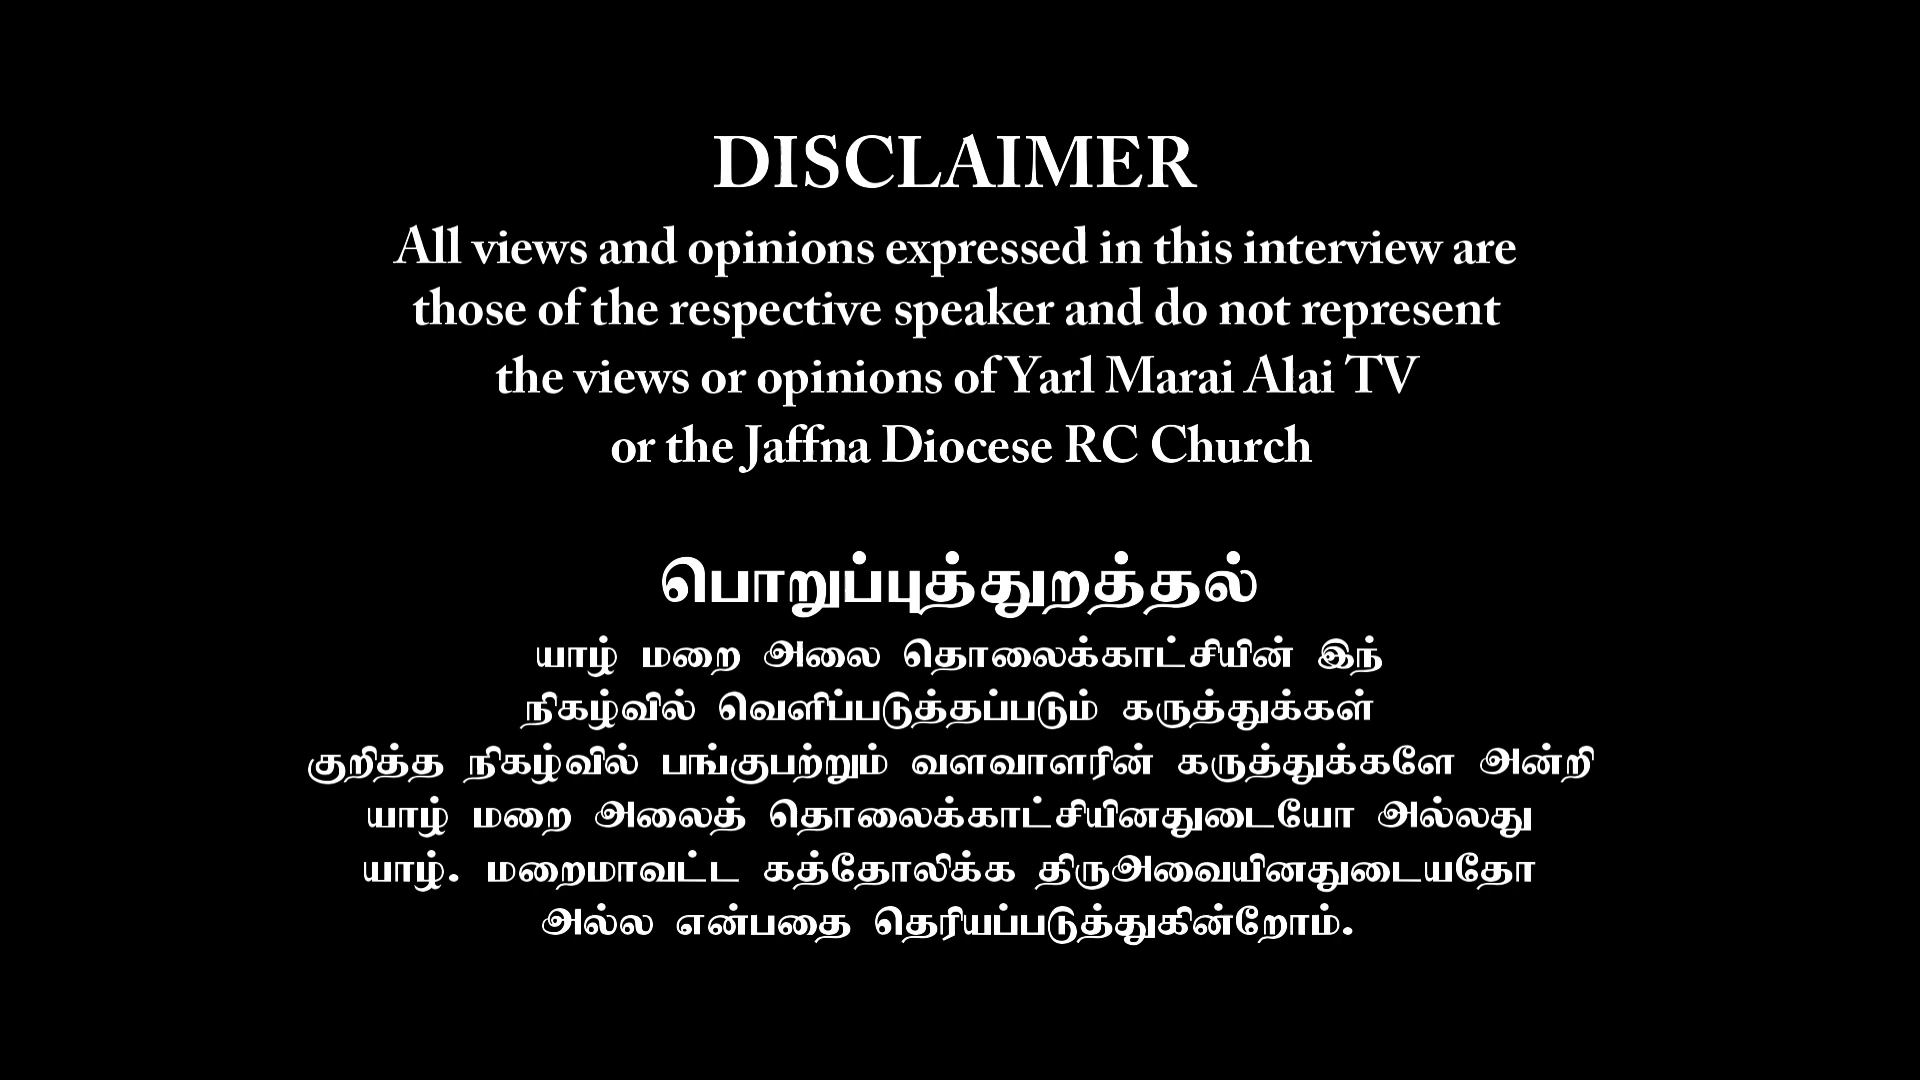 DISCLAIMER
All views and opinions expressed in this interview are
those of the respective speaker and do not represent
the views or opinions of Yarl Marai Alai TV
or the Jaffna Diocese RC Church
பொறுப்புத்துறத்தல்
யாழ் மறை அலை தொலைக்காட்சியின் இந்
நிகழ்வில் வெளிப்படுத்தப்படும் கருத்துக்கள்
குறித்த நிகழ்வில் பங்குபற்றும் வளவாளரின் கருத்துக்களே அன்றி
யாழ் மறை அலைத் தொலைக்காட்சியினதுடையோ அல்லது
யாழ். மறைமாவட்ட கத்தோலிக்க திருஅவையினதுடையதோ
அல்ல என்பதை தெரியப்படுத்துகின்றோம்.